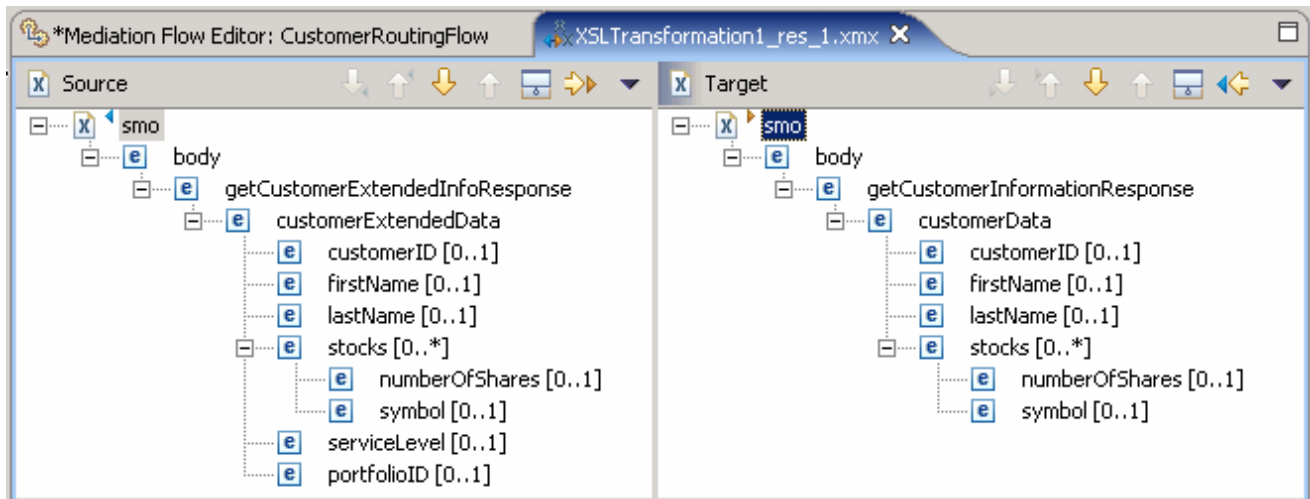 *Mediation Flow Editor: CustomerRoutingFlow XSLTransformation1_res_1.xmx
Source
smo
body
getCustomerExtendedInfoResponse
customerExtendedData
customerID [0..1]
firstName [0..1]
lastName [0..1]
stocks [0..*]
numberOfShares [0..1]
symbol [0..1]
serviceLevel [0..1]
portfolioID [0..1]
Target
smo
body
getCustomerInformationResponse
customerData
customerID [0..1]
firstName [0..1]
lastName [0..1]
stocks [0..*]
numberOfShares [0..1]
symbol [0..1]